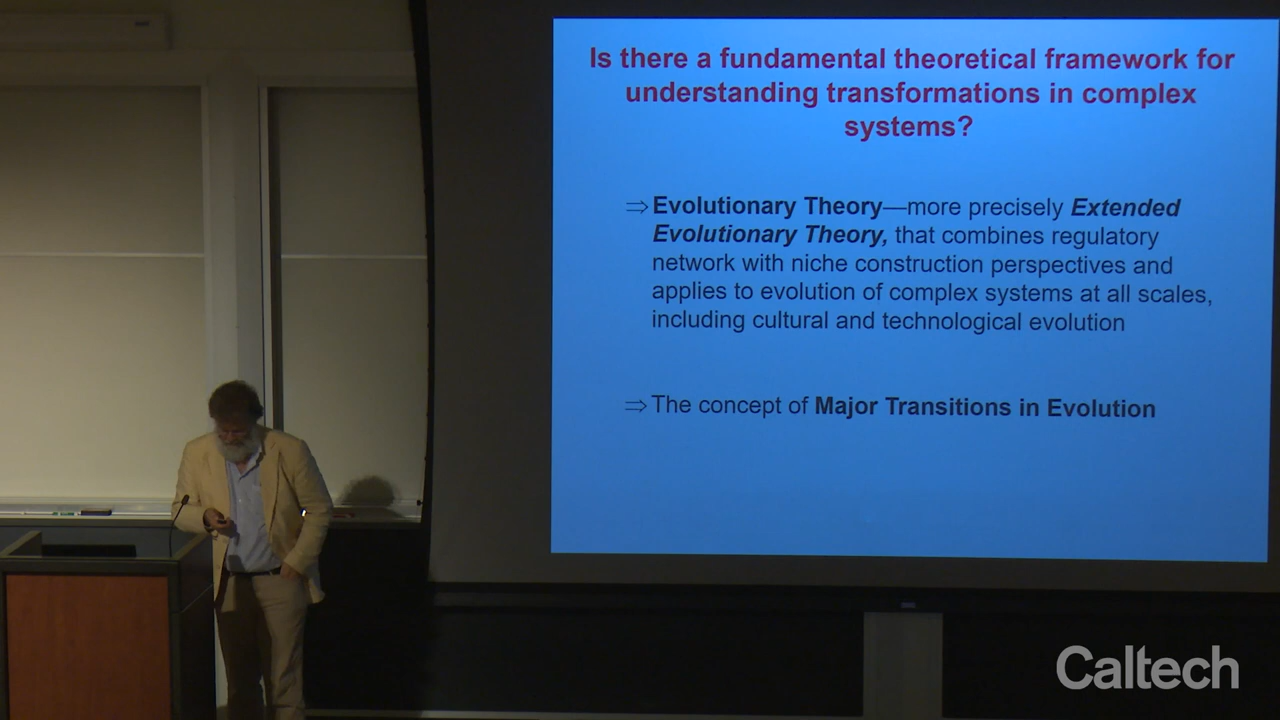 Is there a fundamental theoretical framework for
understanding transformations in complex
systems?
⇒Evolutionary Theory—more precisely Extended
Evolutionary Theory, that combines regulatory
network with niche construction perspectives and
applies to evolution of complex systems at all scales,
including cultural and technological evolution
⇒The concept of Major Transitions in Evolution
Caltech